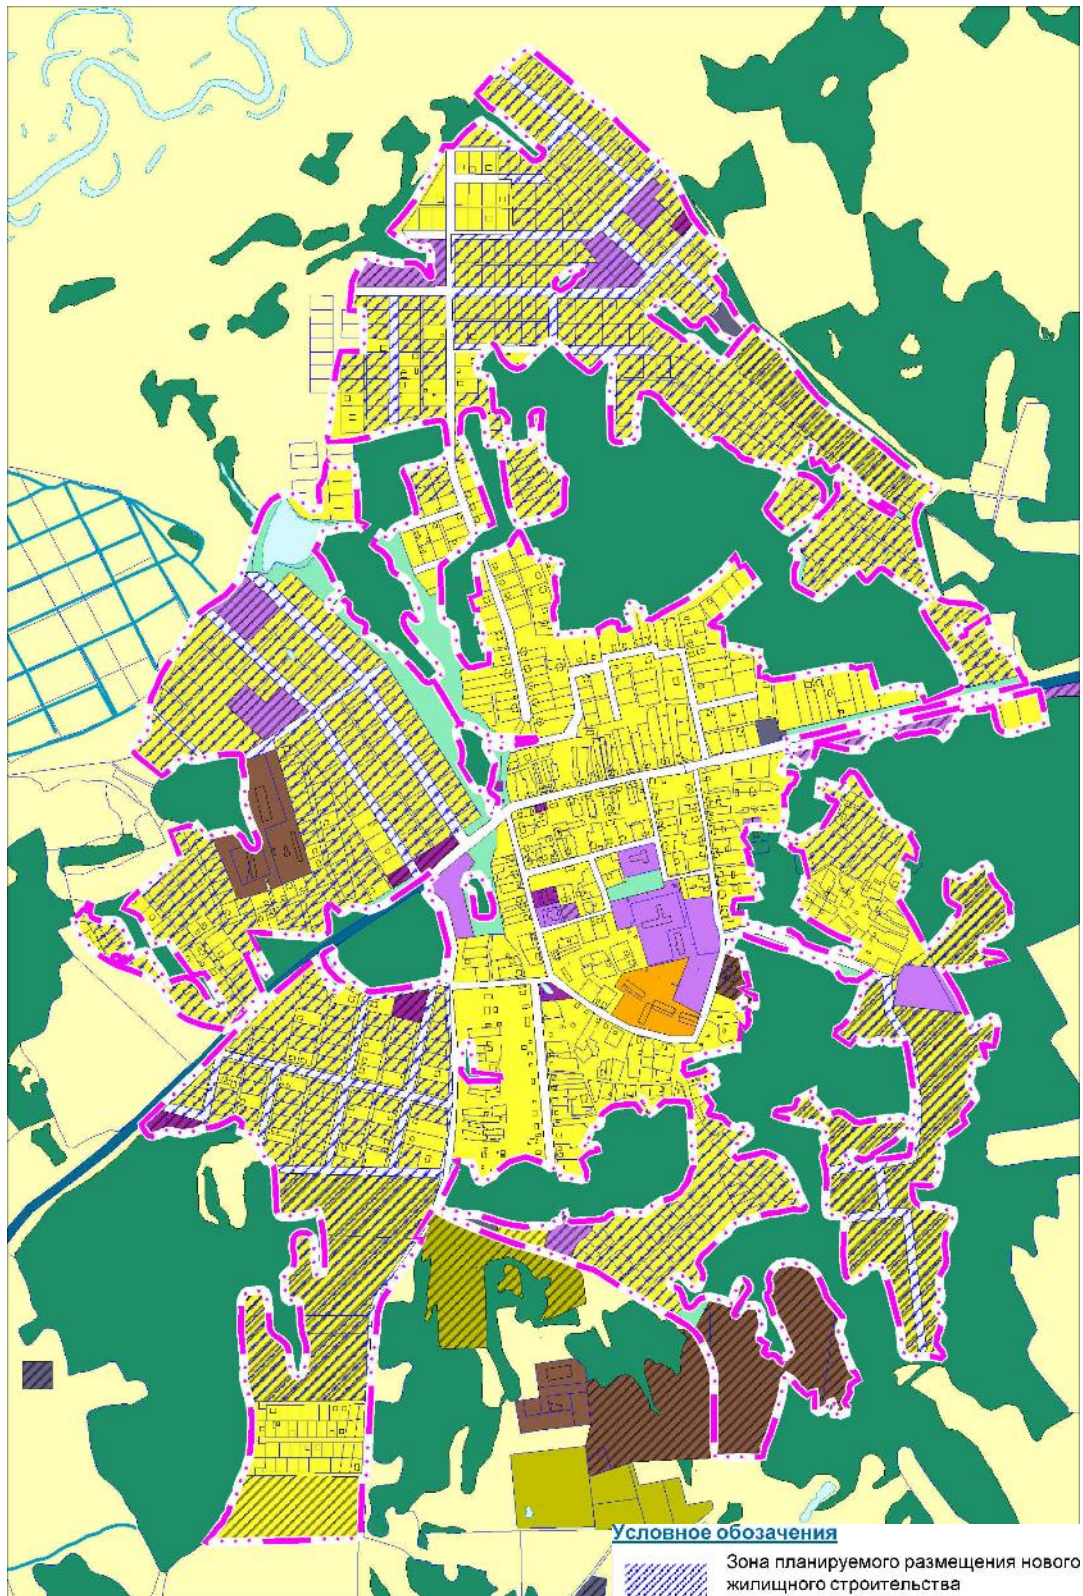 Условное обозачения
Зона планируемого размещения нового
жилищного строительства